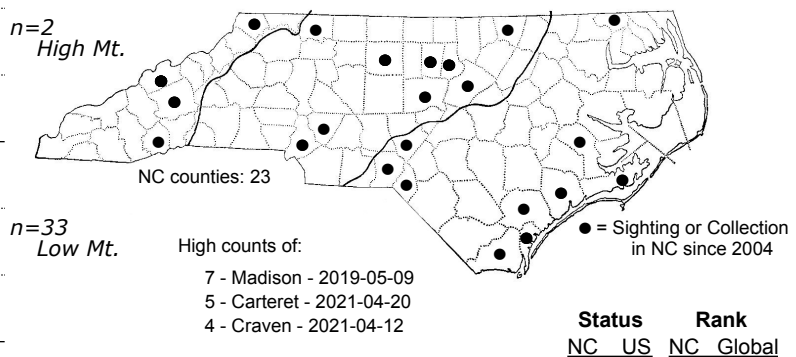 n=2
High Mt.
NC counties: 23
n=33
Low Mt.
High counts of:
7 - Madison - 2019-05-09
5 - Carteret - 2021-04-20
4 - Craven - 2021-04-12
● = Sighting or Collection
in NC since 2004
Status Rank
NC US NC Global